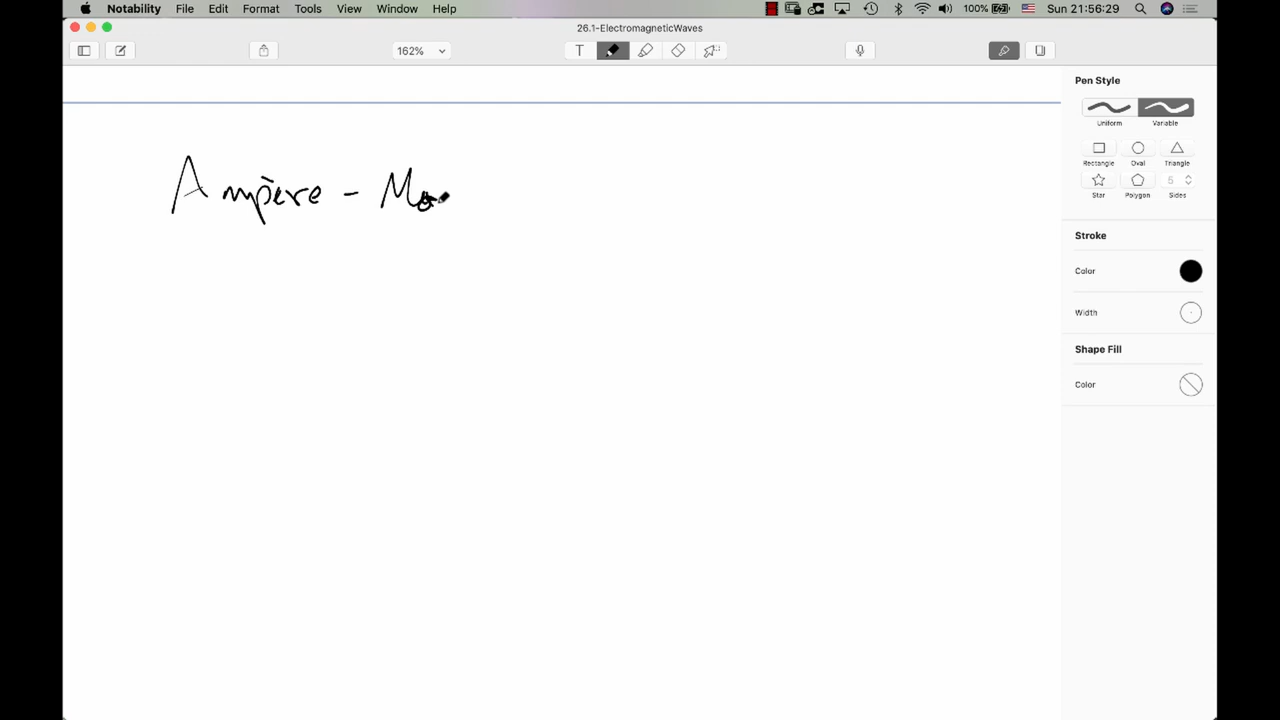 Notability File Edit Format Tools View Window Help 100% Sun 21:56:29
26.1-ElectromagneticWaves
162% T
Pen Style
Uniform Variable
Rectangle Oval Triangle
5
Star Polygon Sides
Stroke
Color
Width
Shape Fill
Color
Ampère - Ma